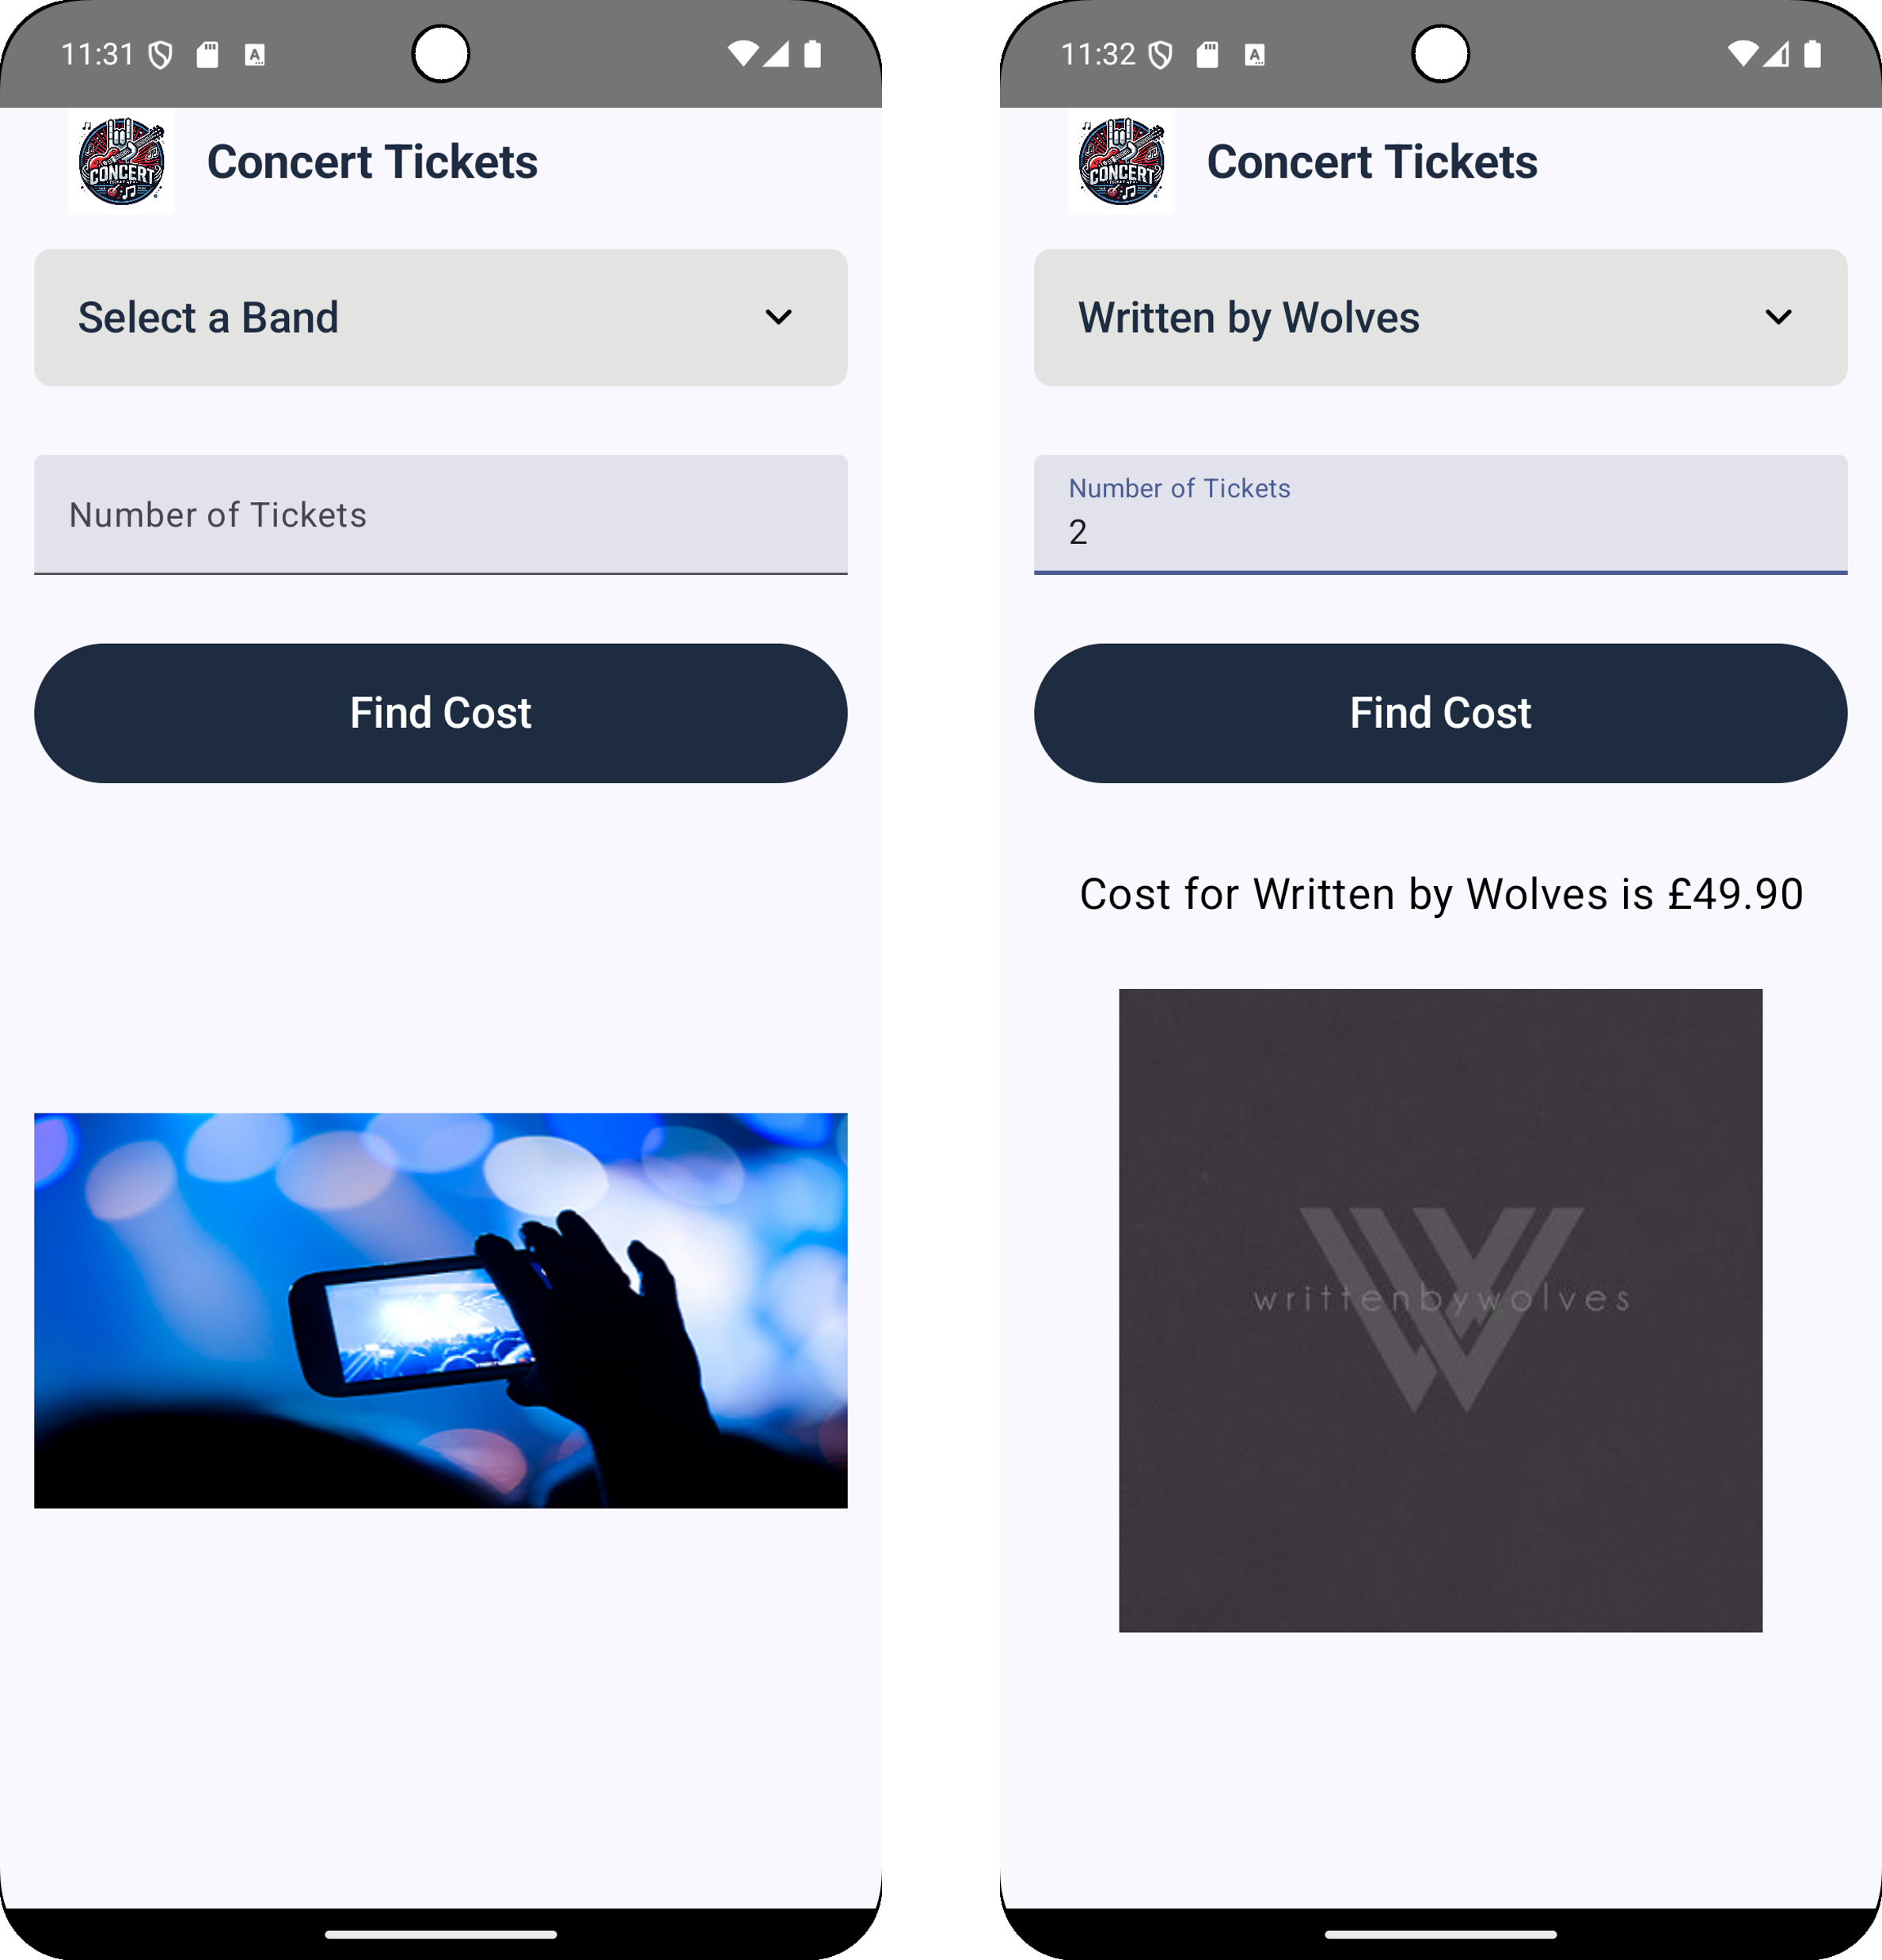 11:31
CONCERT
Concert Tickets
Select a Band
Number of Tickets
Find Cost
11:32
CONCERT
Concert Tickets
Written by Wolves
Number of Tickets
2
Find Cost
Cost for Written by Wolves is £49.90
writtenbywolves